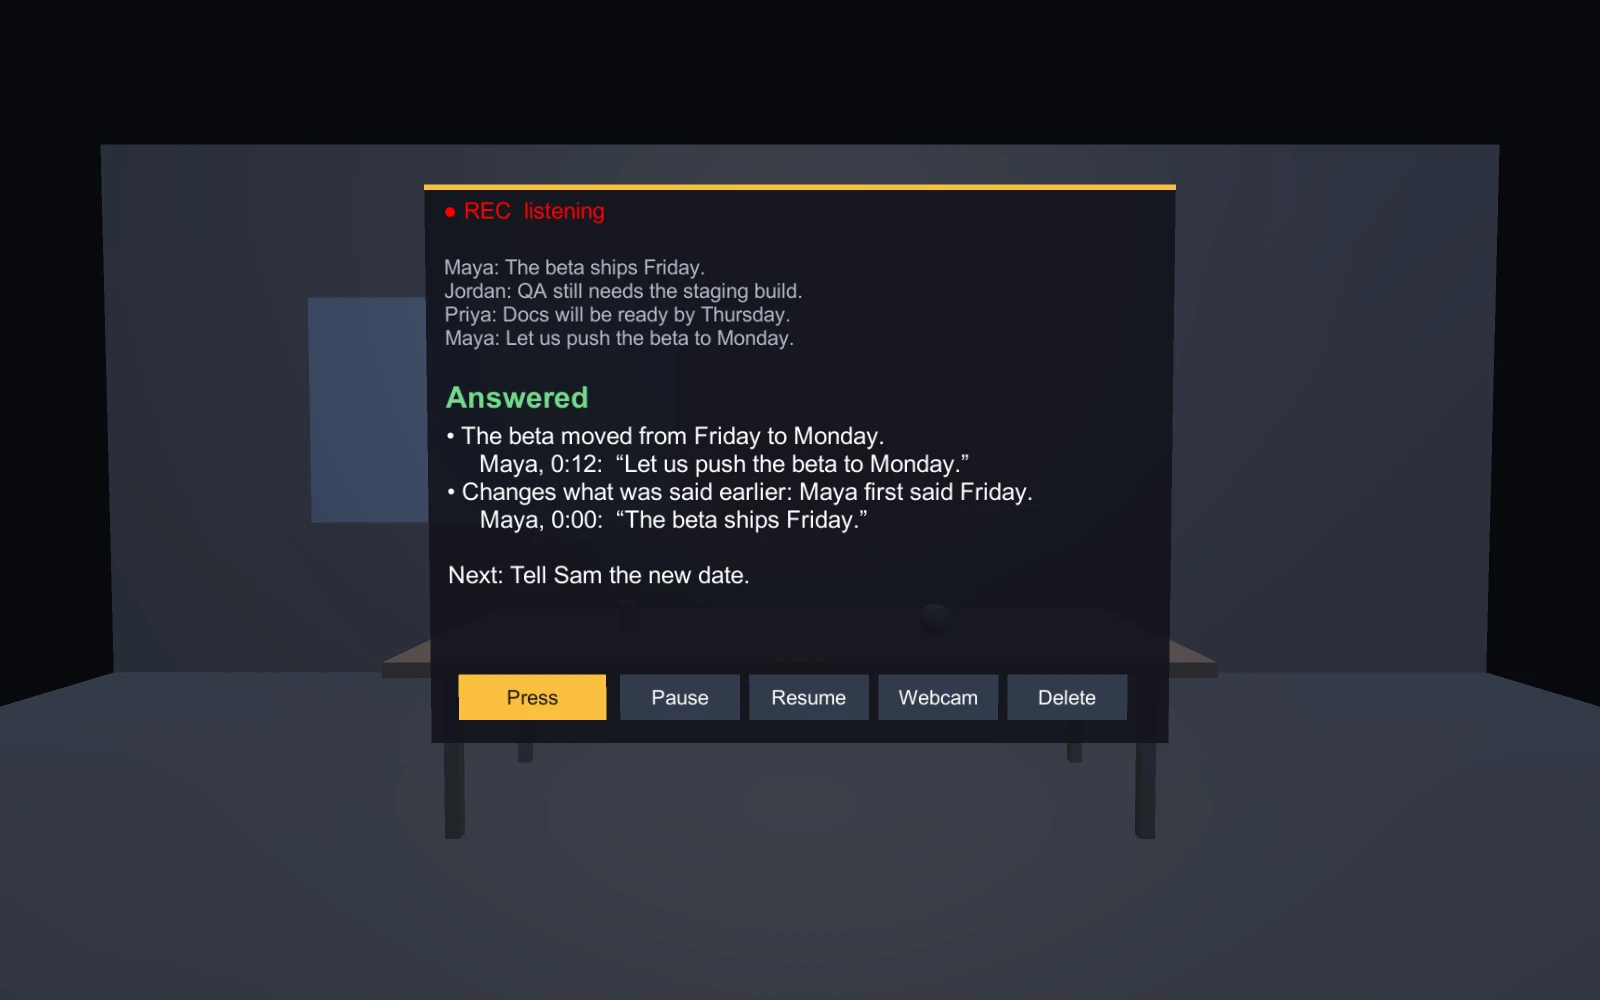 ● REC listening
Maya: The beta ships Friday.
Jordan: QA still needs the staging build.
Priya: Docs will be ready by Thursday.
Maya: Let us push the beta to Monday.
Answered
• The beta moved from Friday to Monday.
Maya, 0:12: “Let us push the beta to Monday.”
• Changes what was said earlier: Maya first said Friday.
Maya, 0:00: “The beta ships Friday.”
Next: Tell Sam the new date.
Press Pause Resume Webcam Delete